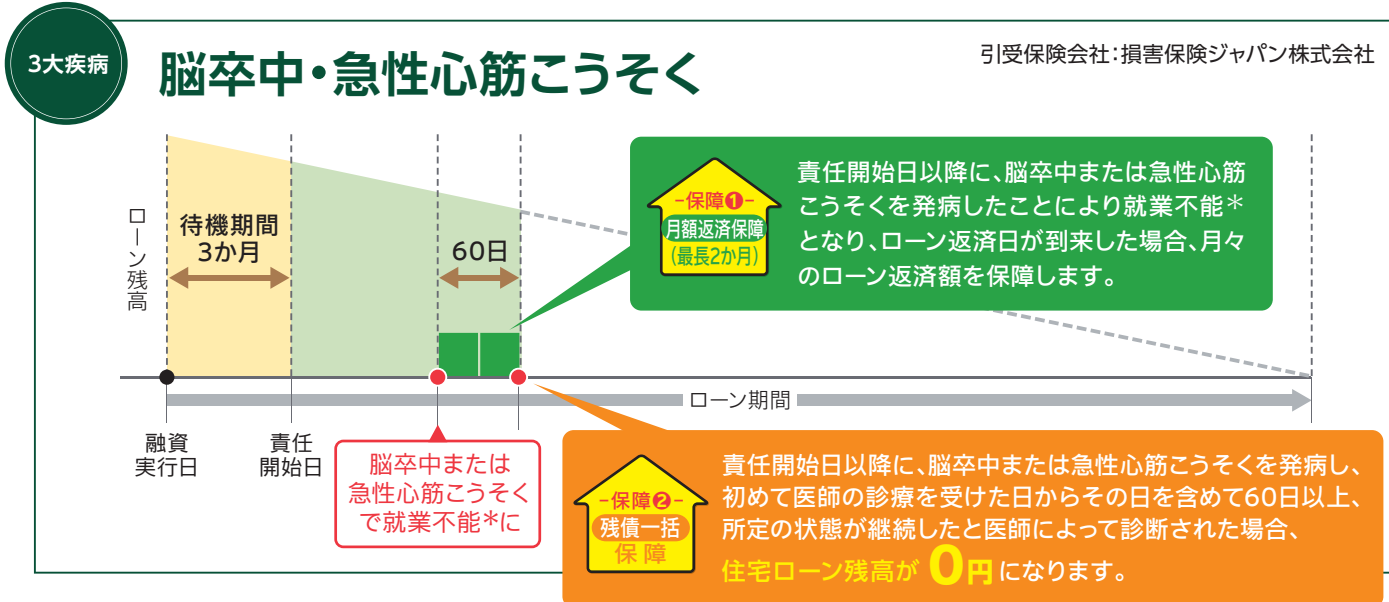 3大疾病
脳卒中・急性心筋こうそく
引受保険会社:損害保険ジャパン株式会社
ローン残高
待機期間
3か月
60日
-保障❶-
月額返済保障
(最長2か月)
責任開始日以降に、脳卒中または急性心筋
こうそくを発病したことにより就業不能＊
となり、ローン返済日が到来した場合、月々
のローン返済額を保障します。
ローン期間
融資
実行日
責任
開始日
脳卒中または
急性心筋こうそく
で就業不能＊に
-保障❷-
残債一括
保障
責任開始日以降に、脳卒中または急性心筋こうそくを発病し、
初めて医師の診療を受けた日からその日を含めて60日以上、
所定の状態が継続したと医師によって診断された場合、
住宅ローン残高が0円になります。